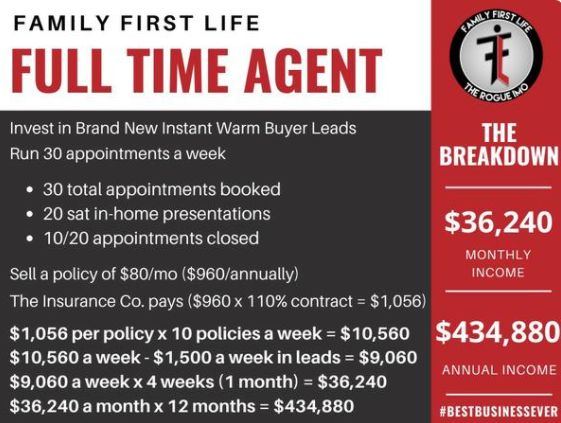 FAMILY FIRST LIFE
FULL TIME AGENT
Invest in Brand New Instant Warm Buyer Leads
Run 30 appointments a week
• 30 total appointments booked
• 20 sat in-home presentations
• 10/20 appointments closed
Sell a policy of $80/mo ($960/annually)
The Insurance Co. pays ($960 x 110% contract = $1,056)
$1,056 per policy x 10 policies a week = $10,560
$10,560 a week - $1,500 a week in leads = $9,060
$9,060 a week x 4 weeks (1 month) = $36,240
$36,240 a month x 12 months = $434,880
FAMILY FIRST LIFE
THE ROGUE IMO
THE
BREAKDOWN
$36,240
MONTHLY
INCOME
$434,880
ANNUAL INCOME
#BESTBUSINESSEVER